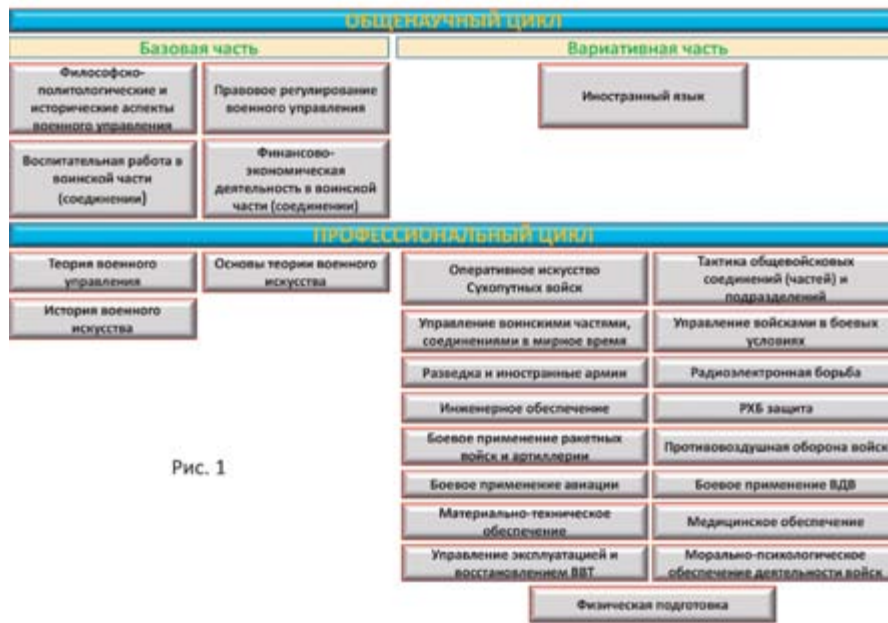 ОБЩЕНАУЧНЫЙ ЦИКЛ
Базовая часть
Вариативная часть
Философско-
политологические и
исторические аспекты
военного управления
Правовое регулирование
военного управления
Иностранный язык
Воспитательная работа в
воинской части
(соединении)
Финансово-
экономическая
деятельность в воинской
части (соединении)
ПРОФЕССИОНАЛЬНЫЙ ЦИКЛ
Теория военного
управления
Основы теории военного
искусства
Оперативное искусство
Сухопутных войск
Тактика общевойсковых
соединений (частей) и
подразделений
История военного
искусства
Управление воинскими частями,
соединениями в мирное время
Управление войсками в боевых
условиях
Разведка и иностранные армии
Радиоэлектронная борьба
Инженерное обеспечение
РХБ защита
Боевое применение ракетных
войск и артиллерии
Противовоздушная оборона войск
Рис. 1
Боевое применение авиации
Боевое применение ВДВ
Материально-техническое
обеспечение
Медицинское обеспечение
Управление эксплуатацией и
восстановлением ВВТ
Морально-психологическое
обеспечение деятельности войск
Физическая подготовка